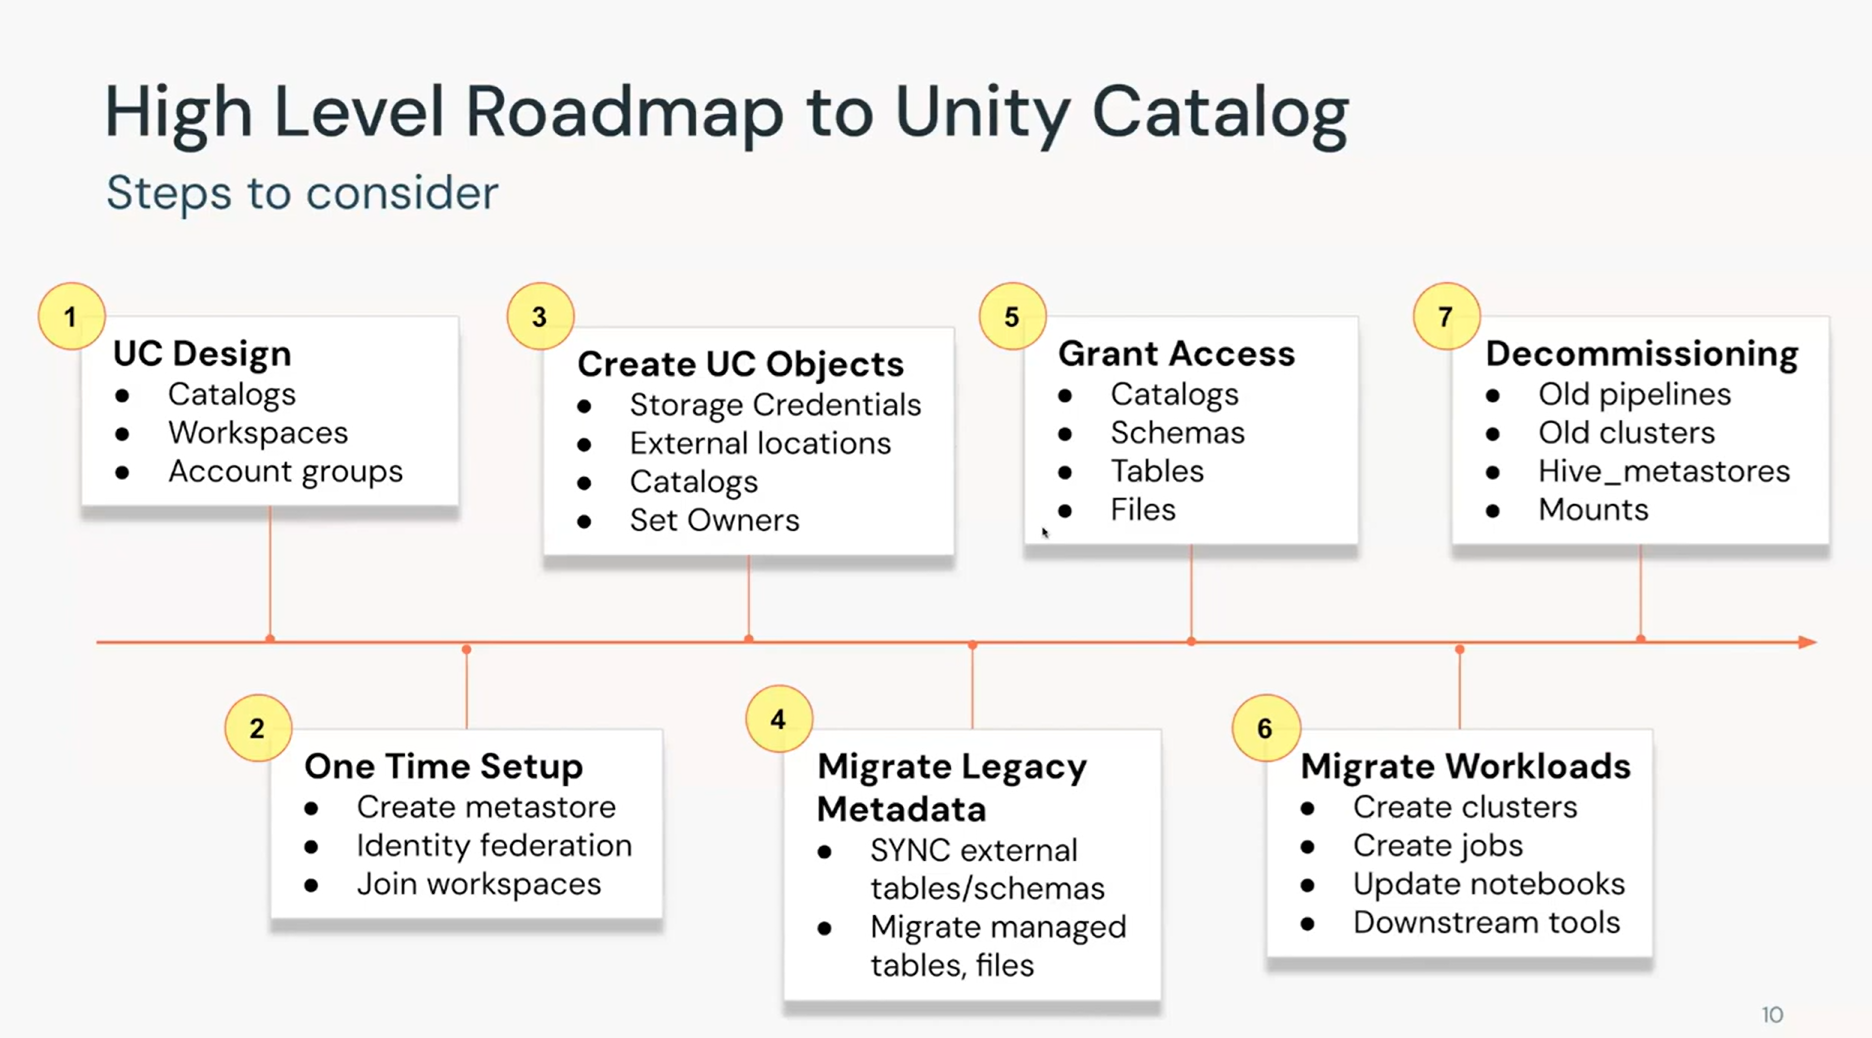 High Level Roadmap to Unity Catalog
Steps to consider
1
UC Design
● Catalogs
● Workspaces
● Account groups
2
One Time Setup
● Create metastore
● Identity federation
● Join workspaces
3
Create UC Objects
● Storage Credentials
● External locations
● Catalogs
● Set Owners
4
Migrate Legacy
Metadata
● SYNC external
tables/schemas
● Migrate managed
tables, files
5
Grant Access
● Catalogs
● Schemas
● Tables
● Files
6
Migrate Workloads
● Create clusters
● Create jobs
● Update notebooks
● Downstream tools
7
Decommissioning
● Old pipelines
● Old clusters
● Hive_metastores
● Mounts
10